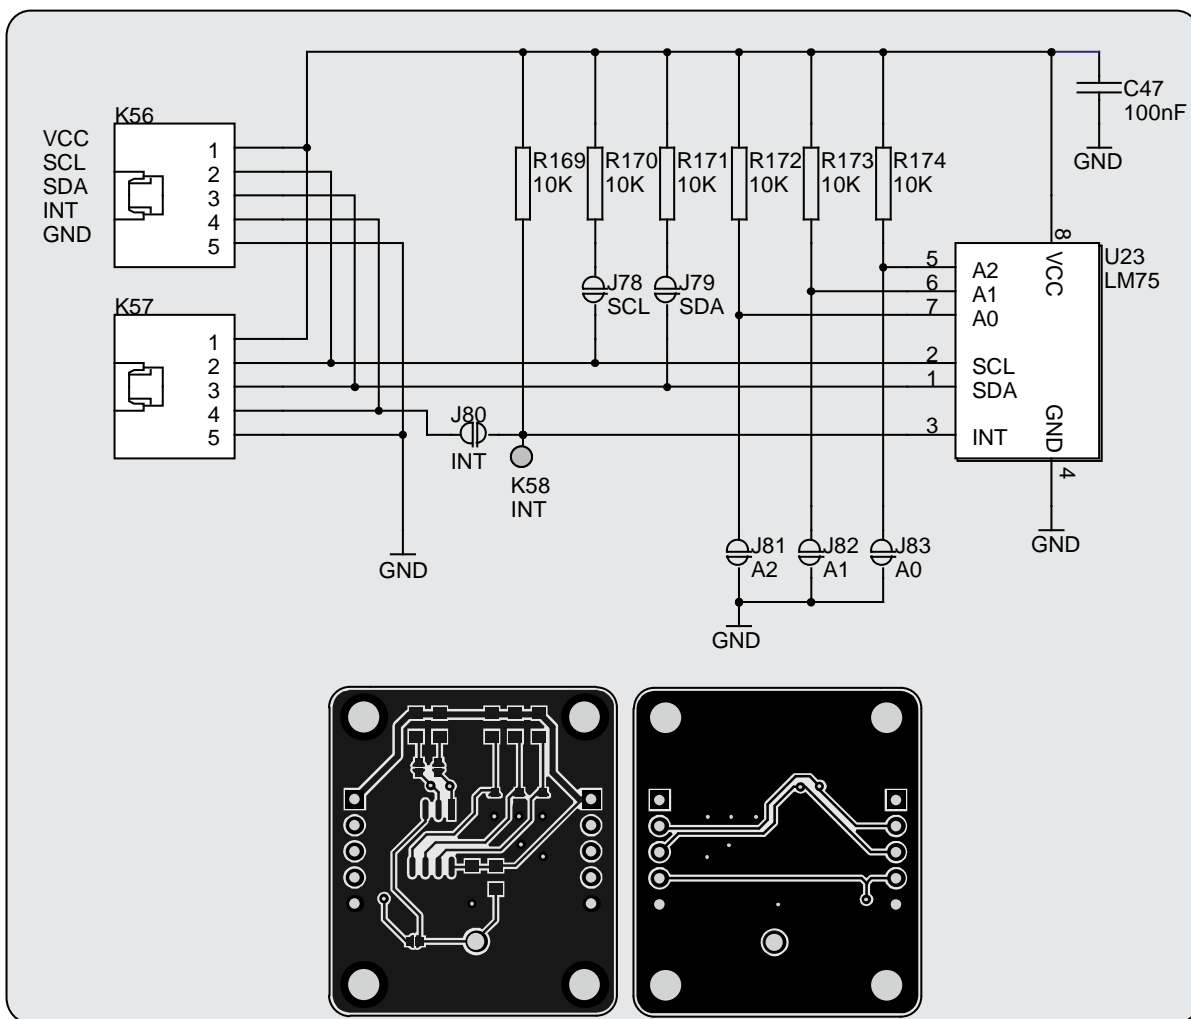 K56
VCC
SCL
SDA
INT
GND
1
2
3
4
5
K57
1
2
3
4
5
GND
R169
10K
R170
10K
R171
10K
R172
10K
R173
10K
R174
10K
C47
100nF
GND
J78
SCL
J79
SDA
J80
INT
K58
INT
U23
LM75
8
VCC
5
A2
6
A1
7
A0
2
SCL
1
SDA
3
INT
GND
4
GND
J81
A2
J82
A1
J83
A0
GND